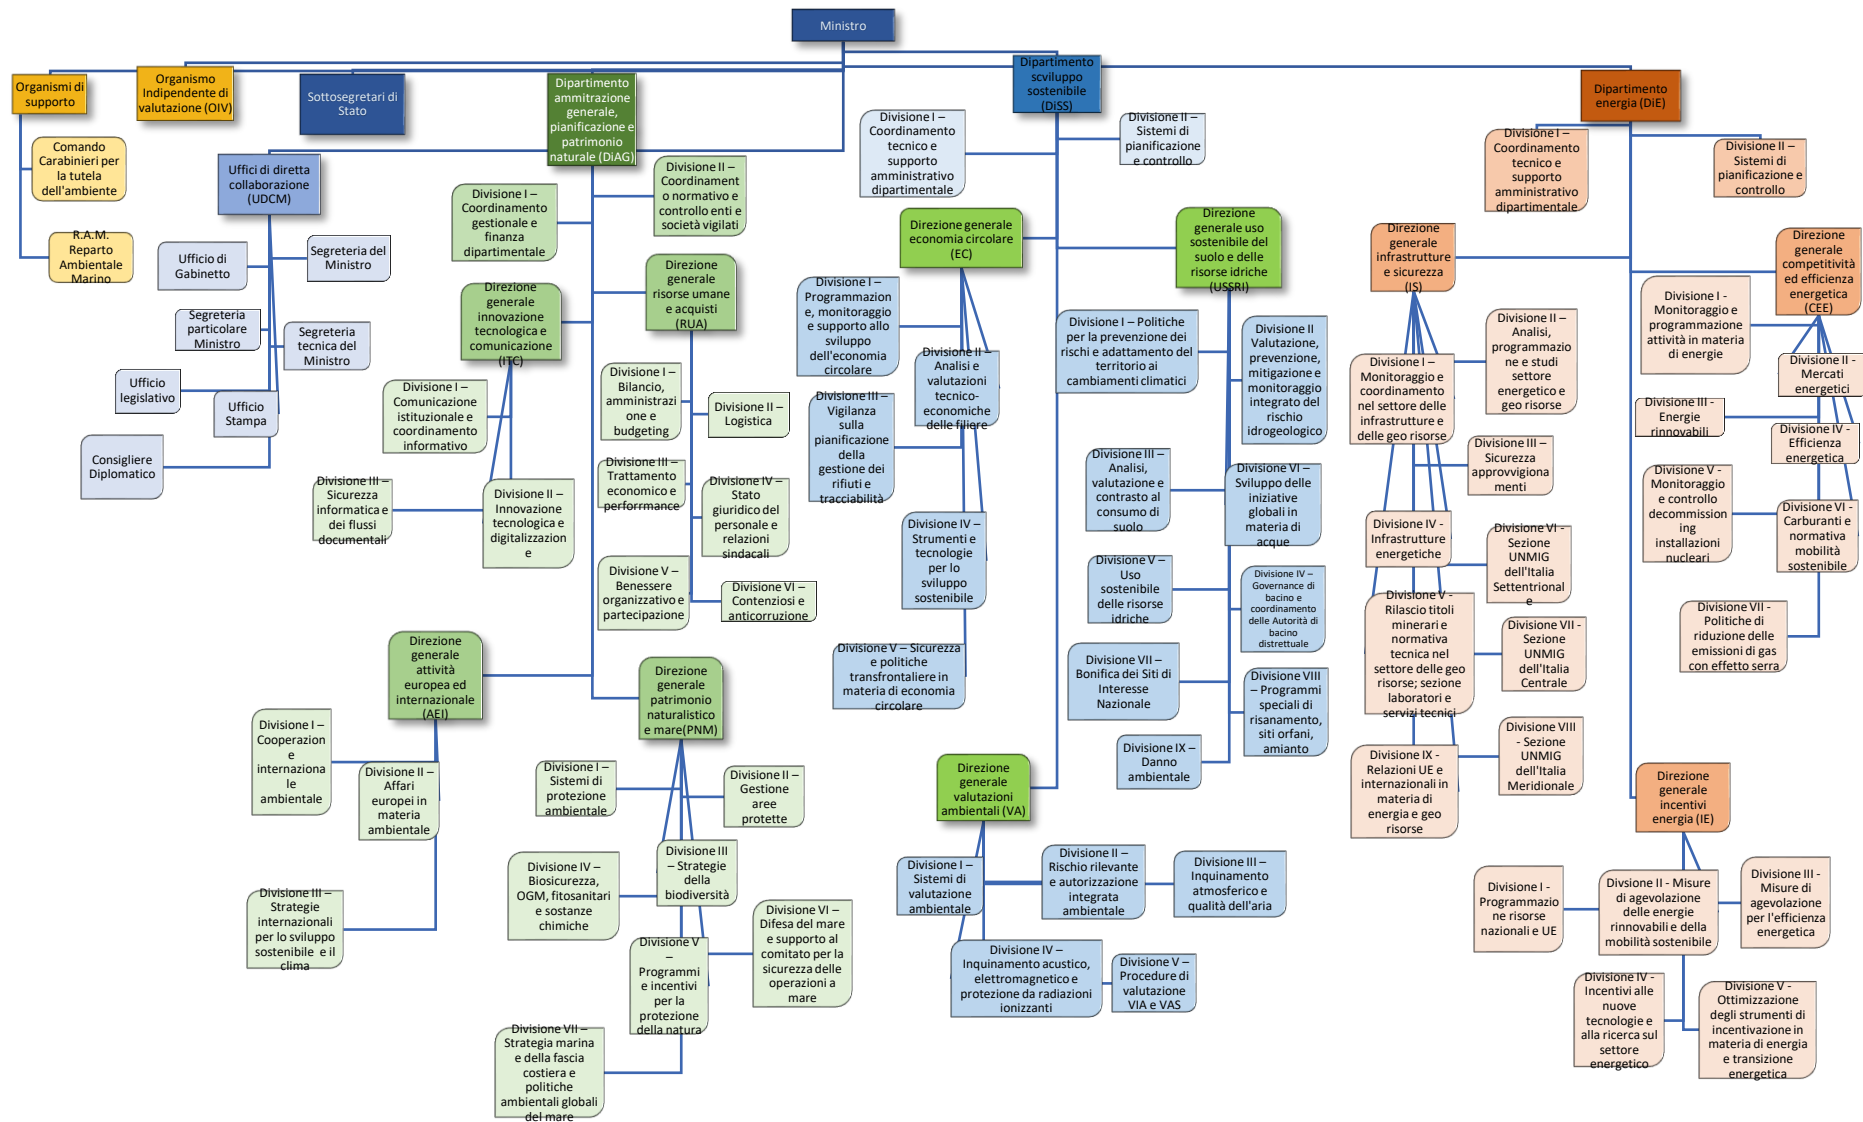 Ministro
Organismi di
supporto
Organismo
Indipendente di
valutazione (OIV)
Sottosegretari di
Stato
Dipartimento
ammitrazione
generale,
pianificazione e
patrimonio
naturale (DiAG)
Dipartimento
scviluppo
sostenibile
(DiSS)
Dipartimento
energia (DiE)
Comando
Carabinieri per
la tutela
dell'ambiente
R.A.M.
Reparto
Ambientale
Marino
Uffici di diretta
collaborazione
(UDCM)
Ufficio di
Gabinetto
Segreteria del
Ministro
Segreteria
particolare
Ministro
Segreteria
tecnica del
Ministro
Ufficio
legislativo
Ufficio
Stampa
Consigliere
Diplomatico
Divisione I –
Coordinamento
gestionale e
finanza
dipartimentale
Divisione II –
Coordinament
o normativo e
controllo enti e
società vigilati
Direzione
generale
innovazione
tecnologica e
comunicazione
(ITC)
Direzione
generale
risorse umane
e acquisti
(RUA)
Divisione I –
Comunicazione
istituzionale e
coordinamento
informativo
Divisione III –
Sicurezza
informatica e
dei flussi
documentali
Divisione II –
Innovazione
tecnologica e
digitalizzazion
e
Divisione I –
Bilancio,
amministrazi
one e
budgeting
Divisione II –
Logistica
Divisione III –
Trattamento
economico e
perforrmance
Divisione IV –
Stato
giuridico del
personale e
relazioni
sindacali
Divisione V –
Benessere
organizzativo e
partecipazione
Divisione VI –
Contenziosi e
anticorruzione
Direzione
generale
attività
europea ed
internazionale
(AEI)
Divisione I –
Cooperazion
e
internaziona
le
ambientale
Divisione II –
Affari
europei in
materia
ambientale
Divisione III –
Strategie
internazionali
per lo sviluppo
sostenibile  e il
clima
Direzione
generale
patrimonio
naturalistico
e mare(PNM)
Divisione I –
Sistemi di
protezione
ambientale
Divisione II –
Gestione
aree
protette
Divisione III
– Strategie
della
biodiversità
Divisione IV –
Biosicurezza,
OGM, fitosanitari
e sostanze
chimiche
Divisione V
–
Programmi
e incentivi
per la
protezione
della natura
Divisione VI –
Difesa del mare
e supporto al
comitato per la
sicurezza delle
operazioni a
mare
Divisione VII –
Strategia marina
e della fascia
costiera e
politiche
ambientali globali
del mare
Divisione I –
Coordinamento
tecnico e
supporto
amministrativo
dipartimentale
Divisione II –
Sistemi di
pianificazione
e controllo
Direzione generale
economia circolare
(EC)
Divisione I –
Programmazion
e, monitoraggio
e supporto allo
sviluppo
dell'economia
circolare
Divisione II –
Analisi e
valutazioni
tecnico-
economiche
delle filiere
Divisione III –
Vigilanza
sulla
pianificazione
della
gestione dei
rifiuti e
tracciabilità
Divisione IV –
Strumenti e
tecnologie
per lo
sviluppo
sostenibile
Divisione V – Sicurezza
e politiche
transfrontaliere in
materia di economia
circolare
Direzione
generale uso
sostenibile del
suolo e delle
risorse idriche
(USSRI)
Divisione I – Politiche
per la prevenzione dei
rischi e adattamento del
territorio ai
cambiamenti climatici
Divisione II
Valutazione,
prevenzione,
mitigazione e
monitoraggio
integrato del
rischio
idrogeologico
Divisione III –
Analisi,
valutazione e
contrasto al
consumo di
suolo
Divisione VI –
Sviluppo delle
iniziative
globali in
materia di
acque
Divisione V –
Uso
sostenibile
delle risorse
idriche
Divisione IV –
Governance di
bacino e
coordinamento
delle Autorità di
bacino
distrettuale
Divisione VII –
Bonifica dei Siti di
Interesse
Nazionale
Divisione VIII
– Programmi
speciali di
risanamento,
siti orfani,
amianto
Divisione IX –
Danno
ambientale
Direzione
generale
valutazioni
ambientali (VA)
Divisione I –
Sistemi di
valutazione
ambientale
Divisione II –
Rischio rilevante
e autorizzazione
integrata
ambientale
Divisione III –
Inquinamento
atmosferico e
qualità dell'aria
Divisione IV –
Inquinamento acustico,
elettromagnetico e
protezione da radiazioni
ionizzanti
Divisione V –
Procedure di
valutazione
VIA e VAS
Divisione I –
Coordinamento
tecnico e
supporto
amministrativo
dipartimentale
Divisione II –
Sistemi di
pianificazione e
controllo
Direzione
generale
infrastrutture
e sicurezza
(IS)
Divisione I –
Monitoraggio e
coordinamento
nel settore delle
infrastrutture e
delle geo risorse
Divisione II –
Analisi,
programmazio
ne e studi
settore
energetico e
geo risorse
Divisione III –
Sicurezza
approvvigiona
menti
Divisione IV -
Infrastrutture
energetiche
Divisione VI -
Sezione
UNMIG
dell'Italia
Settentrional
e
Divisione V -
Rilascio titoli
minerari e
normativa
tecnica nel
settore delle geo
risorse; sezione
laboratori e
servizi tecnici
Divisione VII -
Sezione
UNMIG
dell'Italia
Centrale
Divisione VIII
- Sezione
UNMIG
dell'Italia
Meridionale
Divisione IX -
Relazioni UE e
internazionali in
materia di
energia e geo
risorse
Direzione
generale
competitività
ed efficienza
energetica
(CEE)
Divisione I -
Monitoraggio e
programmazione
attività in materia
di energie
Divisione II -
Mercati
energetici
Divisione III -
Energie
rinnovabili
Divisione IV -
Efficienza
energetica
Divisione V -
Monitoraggio
e controllo
decommission
ing
installazioni
nucleari
Divisione VI -
Carburanti e
normativa
mobilità
sostenibile
Divisione VII -
Politiche di
riduzione delle
emissioni di gas
con effetto serra
Direzione
generale
incentivi
energia (IE)
Divisione I -
Programmazio
ne risorse
nazionali e UE
Divsione II - Misure
di agevolazione
delle energie
rinnovabili e della
mobilità sostenibile
Divisione III -
Misure di
agevolazione
per l'efficienza
energetica
Divisione IV -
Incentivi alle
nuove
tecnologie e
alla ricerca sul
settore
energetico
Divisione V -
Ottimizzazione
degli strumenti di
incentivazione in
materia di energia
e transizione
energetica